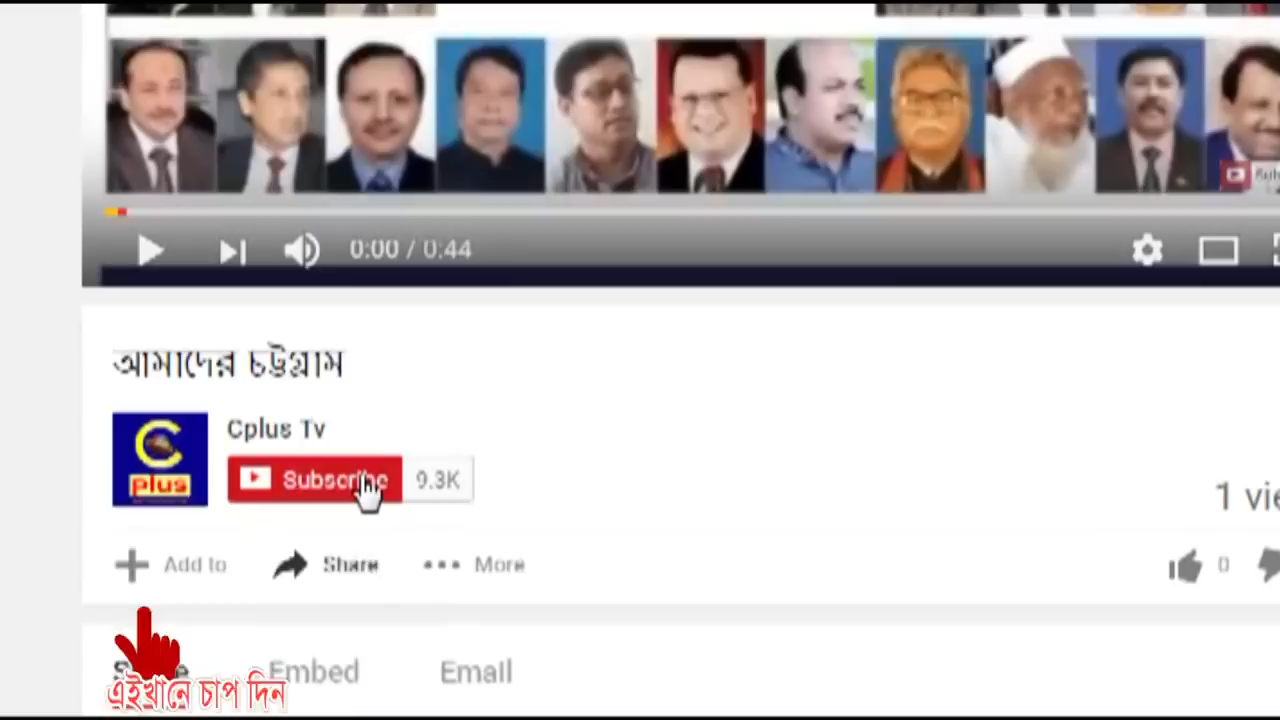 0:00 / 0:44
আমাদের চট্টগ্রাম
C
plus
Cplus Tv
Subscribe 9.3K
1
Add to Share More
0
Embed Email
এইখানে চাপ দিন